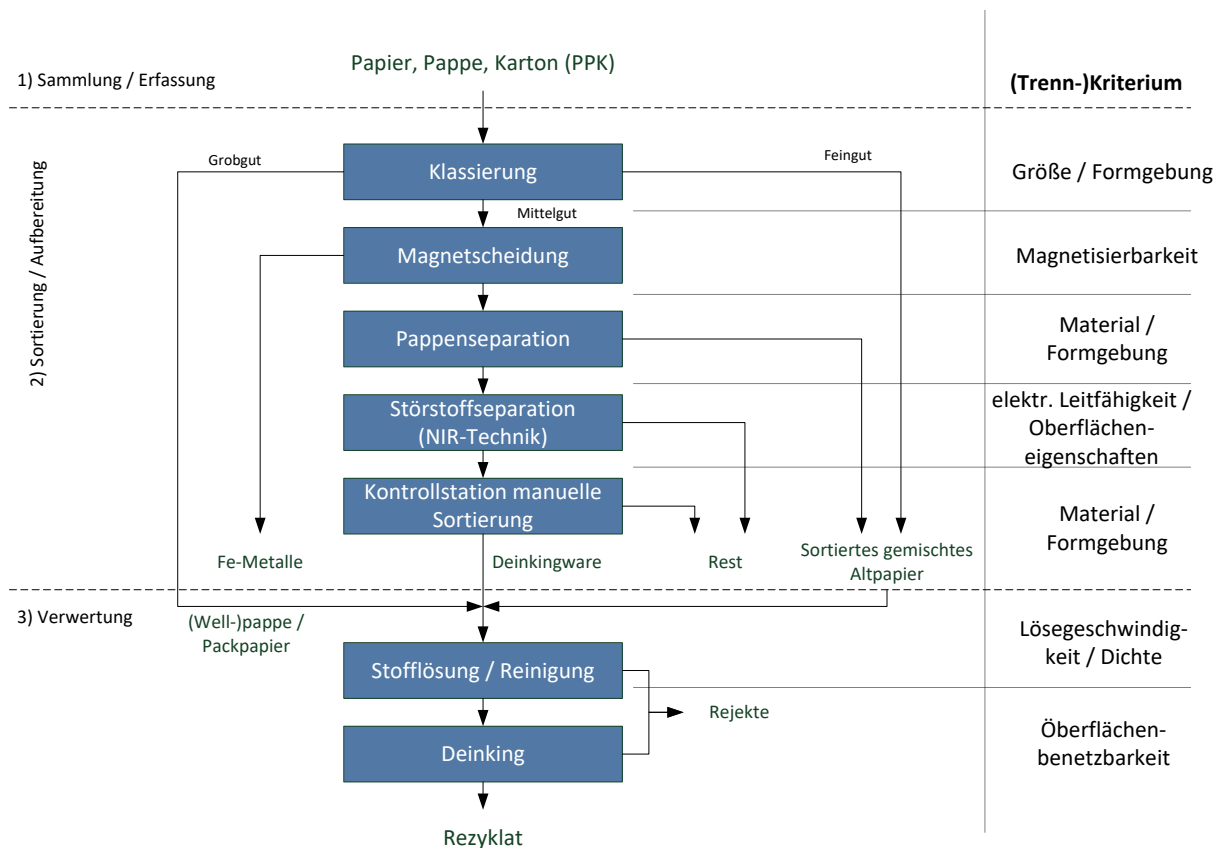 Papier, Pappe, Karton (PPK)
1) Sammlung / Erfassung
(Trenn-)Kriterium
2) Sortierung / Aufbereitung
Grobgut
Klassierung
Feingut
Größe / Formgebung
Mittelgut
Magnetscheidung
Magnetisierbarkeit
Pappenseparation
Material /
Formgebung
Störstoffseparation
(NIR-Technik)
elektr. Leitfähigkeit /
Oberflächen-
eigenschaften
Kontrollstation manuelle
Sortierung
Material /
Formgebung
Fe-Metalle
Deinkingware
Rest
Sortiertes gemischtes
Altpapier
3) Verwertung
(Well-)pappe /
Packpapier
Stofflösung / Reinigung
Lösegeschwindig-
keit / Dichte
Rejekte
Deinking
Öberflächen-
benetzbarkeit
Rezyklat